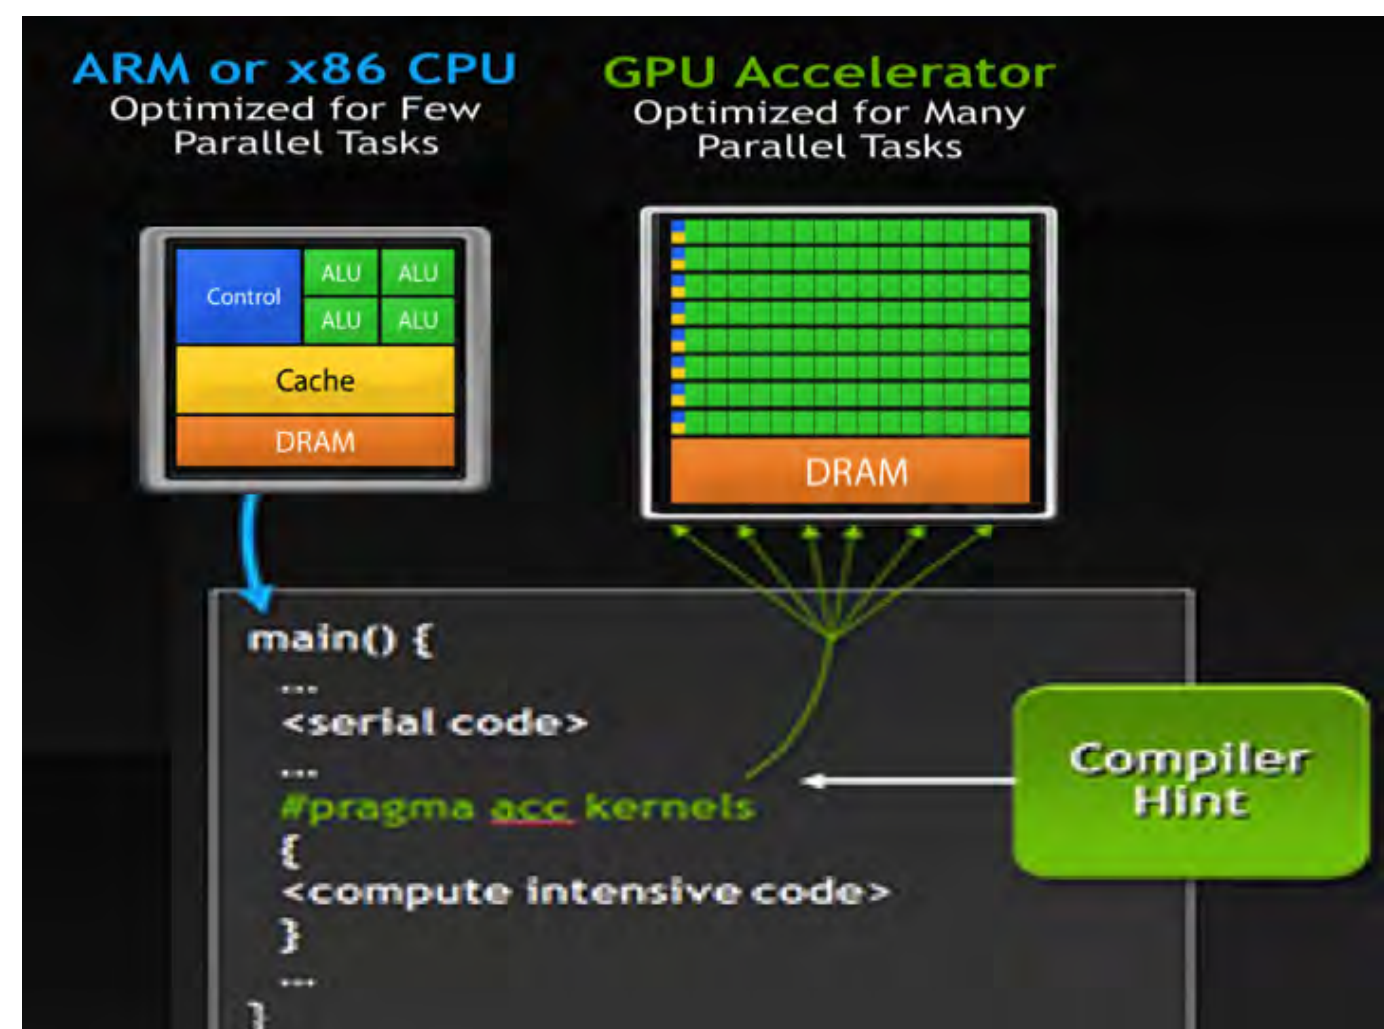 ARM or x86 CPU
Optimized for Few
Parallel Tasks
GPU Accelerator
Optimized for Many
Parallel Tasks
Control
ALU
ALU
ALU
ALU
Cache
DRAM
DRAM
main() {
...
<serial code>
...
#pragma acc kernels
{
<compute intensive code>
}
...
}
Compiler
Hint